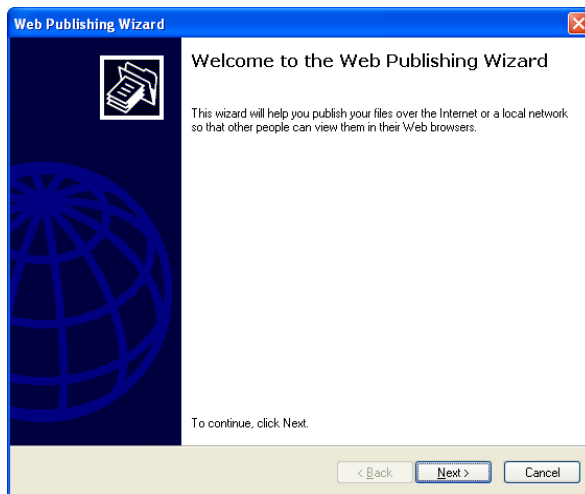 Web Publishing Wizard
Welcome to the Web Publishing Wizard
This wizard will help you publish your files over the Internet or a local network
so that other people can view them in their Web browsers.
To continue, click Next.
< Back
Next >
Cancel